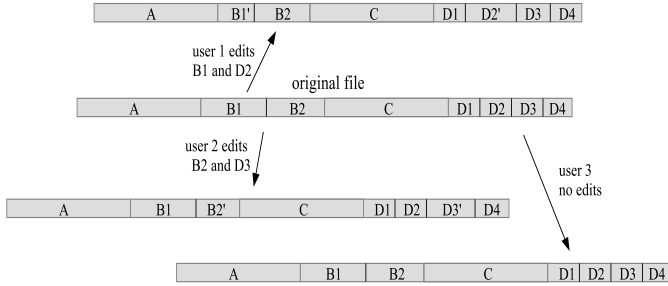 A B1' B2 C D1 D2' D3 D4
user 1 edits
B1 and D2
original file
A B1 B2 C D1 D2 D3 D4
user 2 edits
B2 and D3
user 3
no edits
A B1 B2' C D1 D2 D3' D4
A B1 B2 C D1 D2 D3 D4